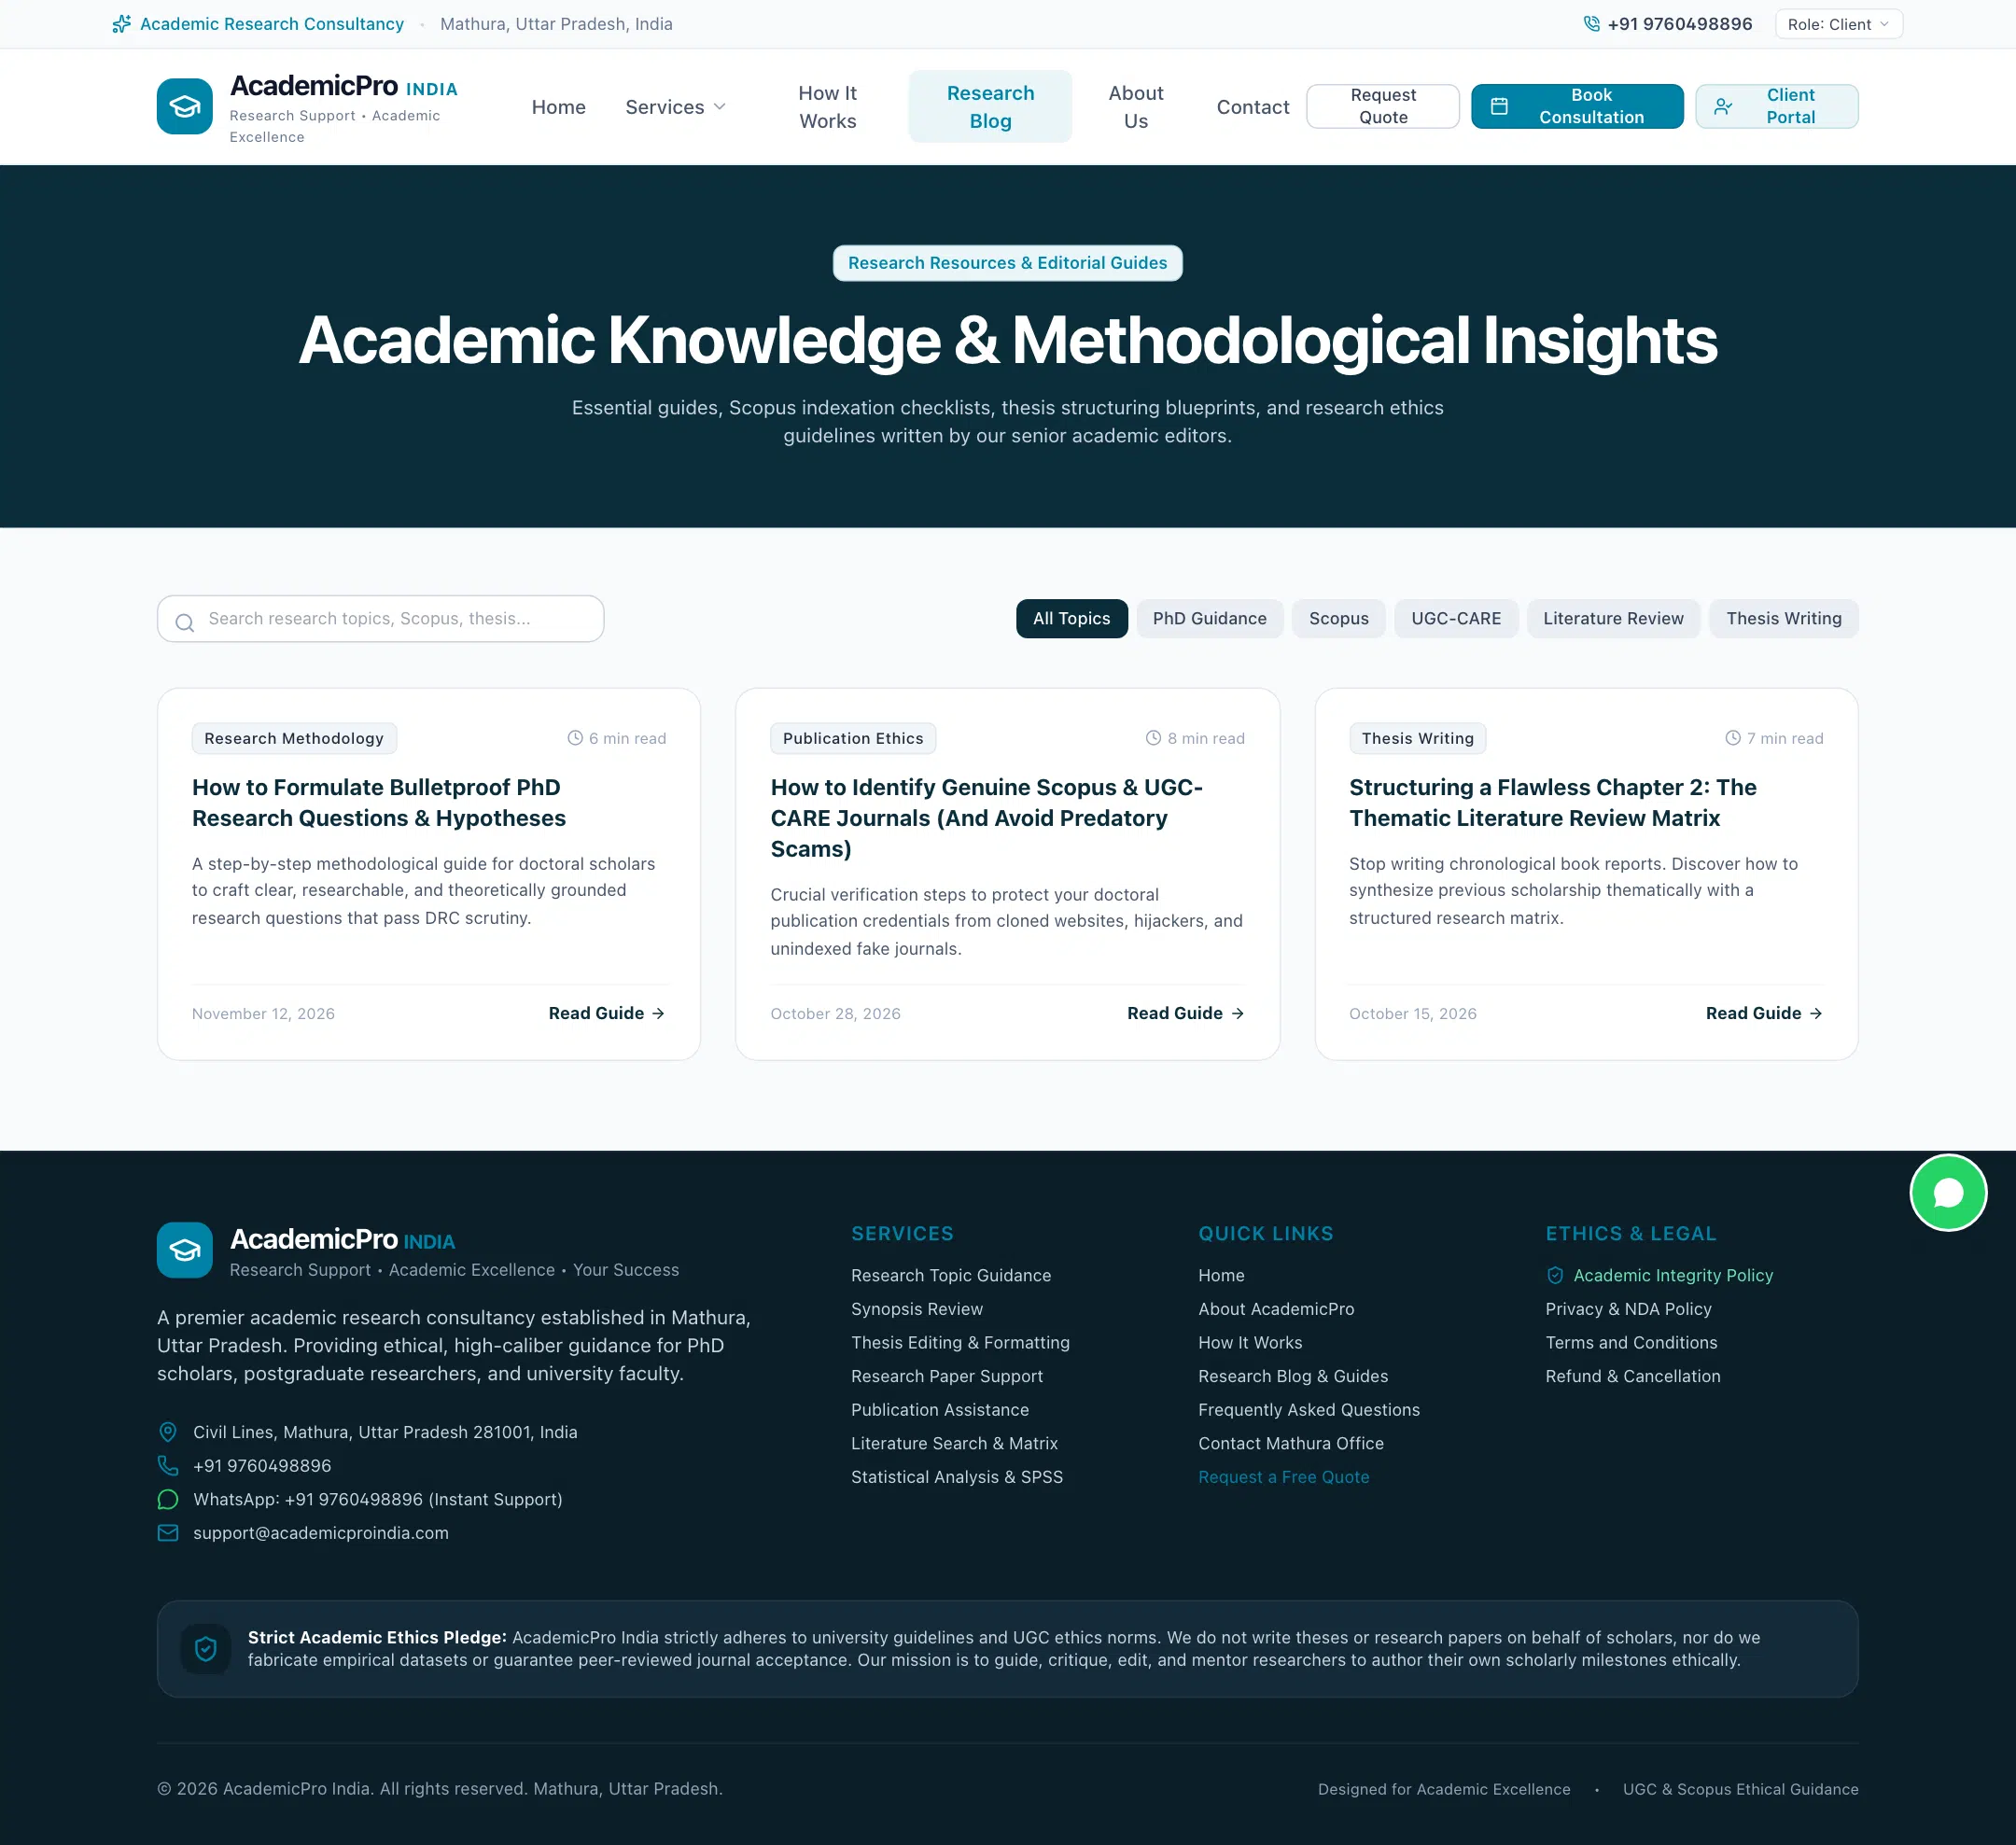 Academic Research Consultancy • Mathura, Uttar Pradesh, India
+91 9760498896
Role: Client
AcademicPro INDIA
Research Support • Academic
Excellence
Home
Services
How It
Works
Research
Blog
About
Us
Contact
Request
Quote
Book
Consultation
Client
Portal
Research Resources & Editorial Guides
Academic Knowledge & Methodological Insights
Essential guides, Scopus indexation checklists, thesis structuring blueprints, and research ethics
guidelines written by our senior academic editors.
Search research topics, Scopus, thesis...
All Topics
PhD Guidance
Scopus
UGC-CARE
Literature Review
Thesis Writing
Research Methodology
6 min read
How to Formulate Bulletproof PhD
Research Questions & Hypotheses
A step-by-step methodological guide for doctoral scholars
to craft clear, researchable, and theoretically grounded
research questions that pass DRC scrutiny.
November 12, 2026
Read Guide →
Publication Ethics
8 min read
How to Identify Genuine Scopus & UGC-
CARE Journals (And Avoid Predatory
Scams)
Crucial verification steps to protect your doctoral
publication credentials from cloned websites, hijackers, and
unindexed fake journals.
October 28, 2026
Read Guide →
Thesis Writing
7 min read
Structuring a Flawless Chapter 2: The
Thematic Literature Review Matrix
Stop writing chronological book reports. Discover how to
synthesize previous scholarship thematically with a
structured research matrix.
October 15, 2026
Read Guide →
AcademicPro INDIA
Research Support • Academic Excellence • Your Success
A premier academic research consultancy established in Mathura,
Uttar Pradesh. Providing ethical, high-caliber guidance for PhD
scholars, postgraduate researchers, and university faculty.
Civil Lines, Mathura, Uttar Pradesh 281001, India
+91 9760498896
WhatsApp: +91 9760498896 (Instant Support)
support@academicproindia.com
SERVICES
Research Topic Guidance
Synopsis Review
Thesis Editing & Formatting
Research Paper Support
Publication Assistance
Literature Search & Matrix
Statistical Analysis & SPSS
QUICK LINKS
Home
About AcademicPro
How It Works
Research Blog & Guides
Frequently Asked Questions
Contact Mathura Office
Request a Free Quote
ETHICS & LEGAL
Academic Integrity Policy
Privacy & NDA Policy
Terms and Conditions
Refund & Cancellation
Strict Academic Ethics Pledge: AcademicPro India strictly adheres to university guidelines and UGC ethics norms. We do not write theses or research papers on behalf of scholars, nor do we
fabricate empirical datasets or guarantee peer-reviewed journal acceptance. Our mission is to guide, critique, edit, and mentor researchers to author their own scholarly milestones ethically.
© 2026 AcademicPro India. All rights reserved. Mathura, Uttar Pradesh.
Designed for Academic Excellence • UGC & Scopus Ethical Guidance